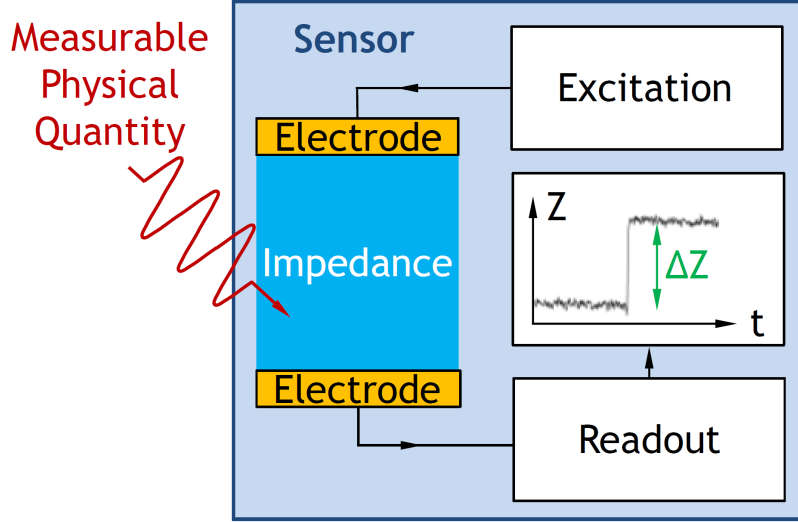 Measurable
Physical
Quantity
Sensor
Excitation
Electrode
Impedance
Z
ΔZ
t
Electrode
Readout